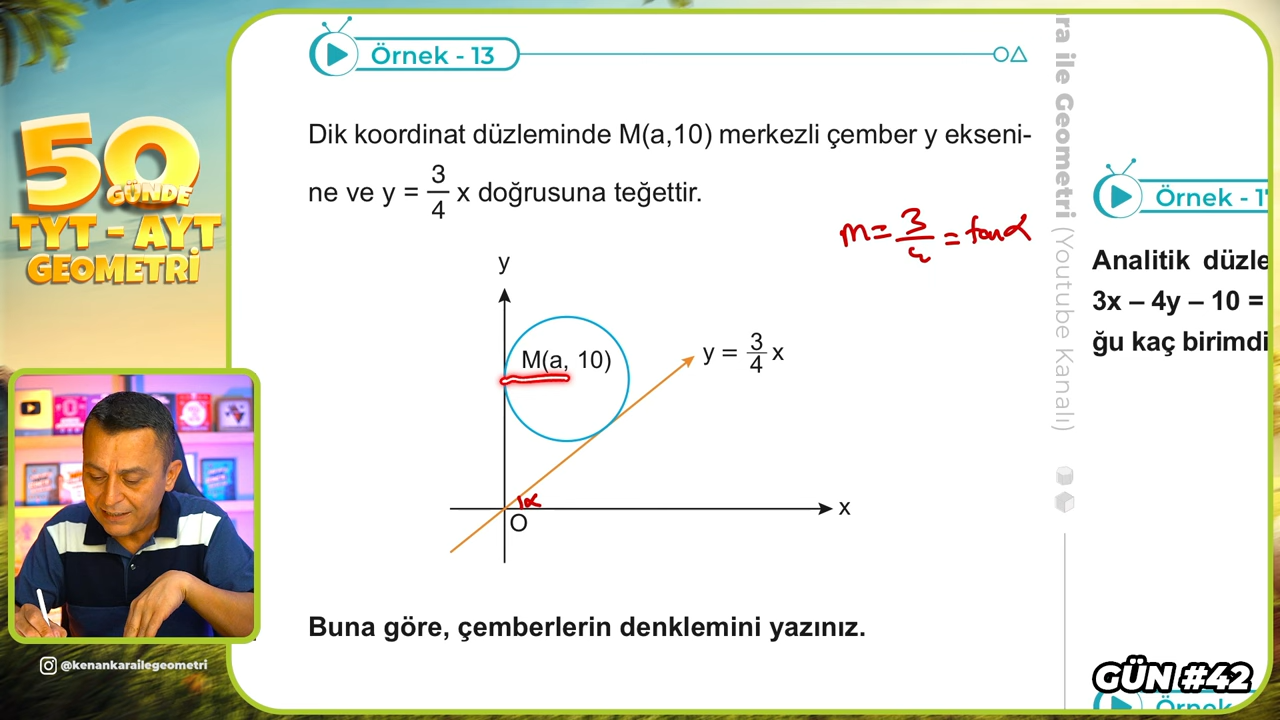 50
GÜNDE
TYT - AYT
GEOMETRİ
@kenankarailegeometri
Örnek - 13
Dik koordinat düzleminde M(a,10) merkezli çember y ekseni-
ne ve y = 3/4 x doğrusuna teğettir.
m = 3/4 = tanα
y
M(a, 10)
y = 3/4 x
α
x
O
Buna göre, çemberlerin denklemini yazınız.
ra ile Geometri (Youtube Kanalı)
Örnek - 1
Analitik düzle
3x – 4y – 10 =
ğu kaç birimdi
GÜN #42
Örnek